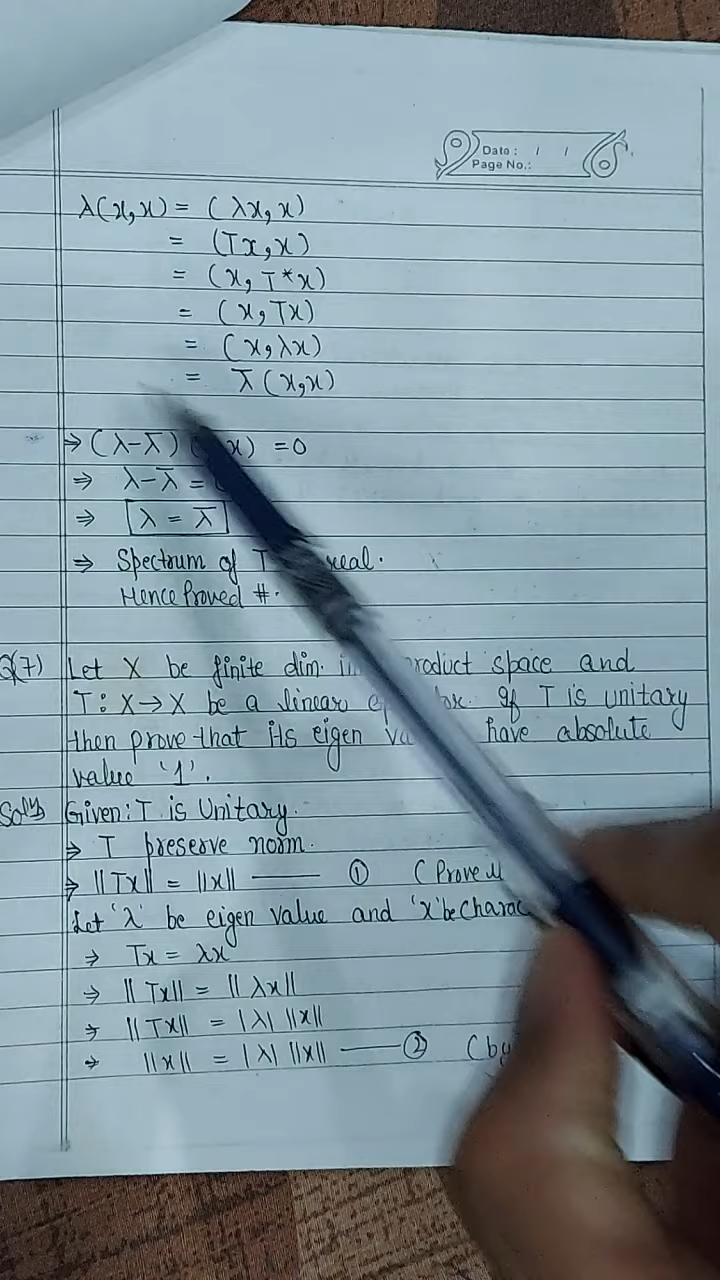 Date : / /
Page No.:
λ(x,x) = (λx,x)
= (Tx,x)
= (x,T*x)
= (x,Tx)
= (x,λx)
= λ̄(x,x)
⇒ (λ-λ̄) x) = 0
⇒ λ-λ̄ =
⇒ λ = λ̄
⇒ Spectrum of T real.
Hence Proved #.
Q(7) Let X be finite dim. product space and
T: X→X be a linear If T is unitary
then prove that its eigen have absolute
value '1'.
Solⁿ Given: T is Unitary.
⇒ T preserve norm.
⇒ ||Tx|| = ||x|| —— ① (Prove
Let 'λ' be eigen value and 'x' be
⇒ Tx = λx
⇒ ||Tx|| = ||λx||
⇒ ||Tx|| = |λ| ||x||
⇒ ||x|| = |λ| ||x|| —— ② (by